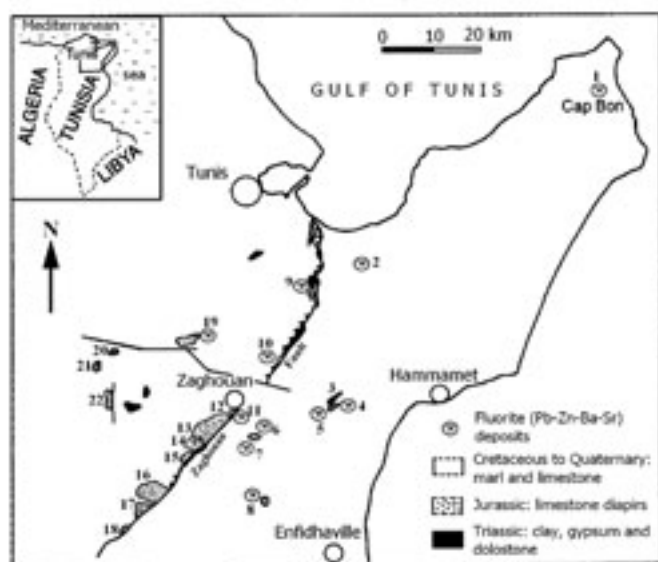 Mediterranean
sea
ALGERIA
TUNISIA
LIBYA
0 10 20 km
GULF OF TUNIS
1
Cap Bon
Tunis
N
2
9
19
10
20
21
22
Zaghouan
Fault
Hammamet
3
4
5
12
11
13
6
14
7
15
Zaghouan
16
17
8
18
Enfidhaville
Fluorite (Pb-Zn-Ba-Sr)
deposits
Cretaceous to Quaternary:
marl and limestone
Jurassic: limestone diapirs
Triassic: clay, gypsum and
dolostone